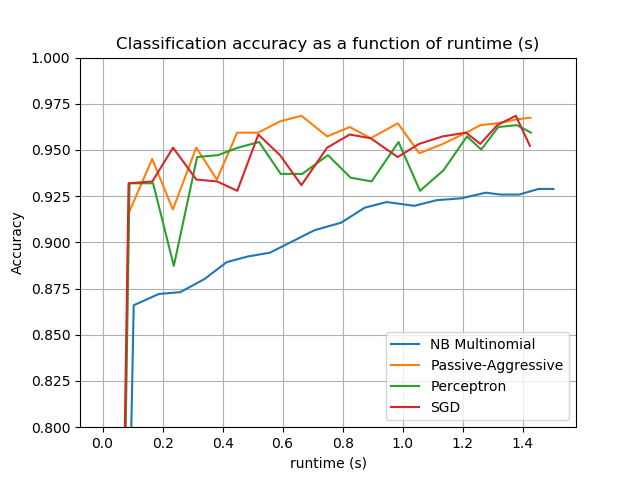 Classification accuracy as a function of runtime (s)
1.000
0.975
0.950
0.925
0.900
0.875
0.850
0.825
0.800
Accuracy
NB Multinomial
Passive-Aggressive
Perceptron
SGD
0.0 0.2 0.4 0.6 0.8 1.0 1.2 1.4
runtime (s)